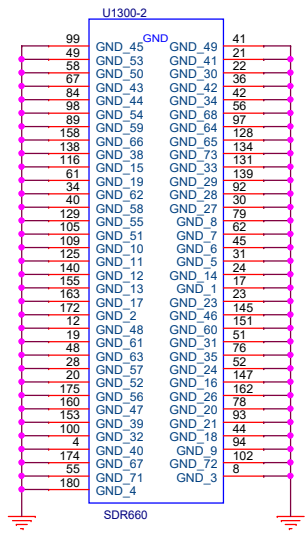 U1300-2
GND
99 GND_45 GND_49 41
49 GND_53 GND_41 21
58 GND_50 GND_30 22
67 GND_43 GND_42 36
84 GND_44 GND_34 42
98 GND_54 GND_68 56
89 GND_59 GND_64 97
158 GND_66 GND_65 128
138 GND_38 GND_73 134
116 GND_15 GND_33 131
61 GND_19 GND_29 139
34 GND_62 GND_28 92
40 GND_58 GND_27 30
129 GND_55 GND_8 79
105 GND_51 GND_7 62
109 GND_10 GND_6 45
125 GND_11 GND_5 31
140 GND_12 GND_14 24
155 GND_13 GND_1 17
163 GND_17 GND_23 23
172 GND_2 GND_46 145
12 GND_48 GND_60 151
19 GND_61 GND_31 51
48 GND_63 GND_35 76
28 GND_57 GND_24 52
20 GND_52 GND_16 147
175 GND_56 GND_26 162
160 GND_47 GND_20 78
153 GND_39 GND_21 93
100 GND_32 GND_18 44
4 GND_40 GND_9 94
174 GND_67 GND_72 102
55 GND_71 GND_3 8
180 GND_4
SDR660